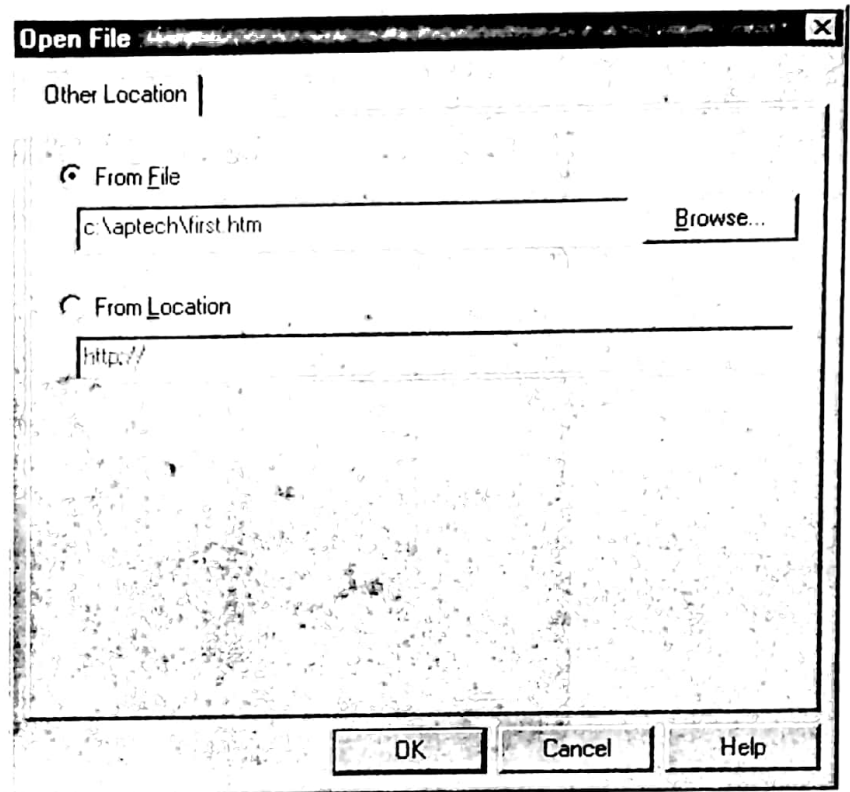 Open File
Other Location
From File
c:\aptech\first.htm
Browse...
From Location
http://
OK
Cancel
Help